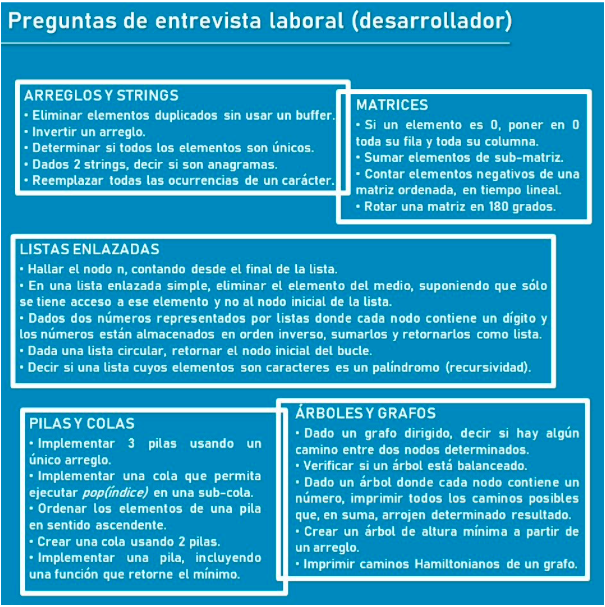 Preguntas de entrevista laboral (desarrollador)
ARREGLOS Y STRINGS
• Eliminar elementos duplicados sin usar un buffer.
• Invertir un arreglo.
• Determinar si todos los elementos son únicos.
• Dados 2 strings, decir si son anagramas.
• Reemplazar todas las ocurrencias de un carácter.
MATRICES
• Si un elemento es 0, poner en 0
toda su fila y toda su columna.
• Sumar elementos de sub-matriz.
• Contar elementos negativos de una
matriz ordenada, en tiempo lineal.
• Rotar una matriz en 180 grados.
LISTAS ENLAZADAS
• Hallar el nodo n, contando desde el final de la lista.
• En una lista enlazada simple, eliminar el elemento del medio, suponiendo que sólo
se tiene acceso a ese elemento y no al nodo inicial de la lista.
• Dados dos números representados por listas donde cada nodo contiene un dígito y
los números están almacenados en orden inverso, sumarlos y retornarlos como lista.
• Dada una lista circular, retornar el nodo inicial del bucle.
• Decir si una lista cuyos elementos son caracteres es un palíndromo (recursividad).
PILAS Y COLAS
• Implementar 3 pilas usando un
único arreglo.
• Implementar una cola que permita
ejecutar pop(índice) en una sub-cola.
• Ordenar los elementos de una pila
en sentido ascendente.
• Crear una cola usando 2 pilas.
• Implementar una pila, incluyendo
una función que retorne el mínimo.
ÁRBOLES Y GRAFOS
• Dado un grafo dirigido, decir si hay algún
camino entre dos nodos determinados.
• Verificar si un árbol está balanceado.
• Dado un árbol donde cada nodo contiene un
número, imprimir todos los caminos posibles
que, en suma, arrojen determinado resultado.
• Crear un árbol de altura mínima a partir de
un arreglo.
• Imprimir caminos Hamiltonianos de un grafo.